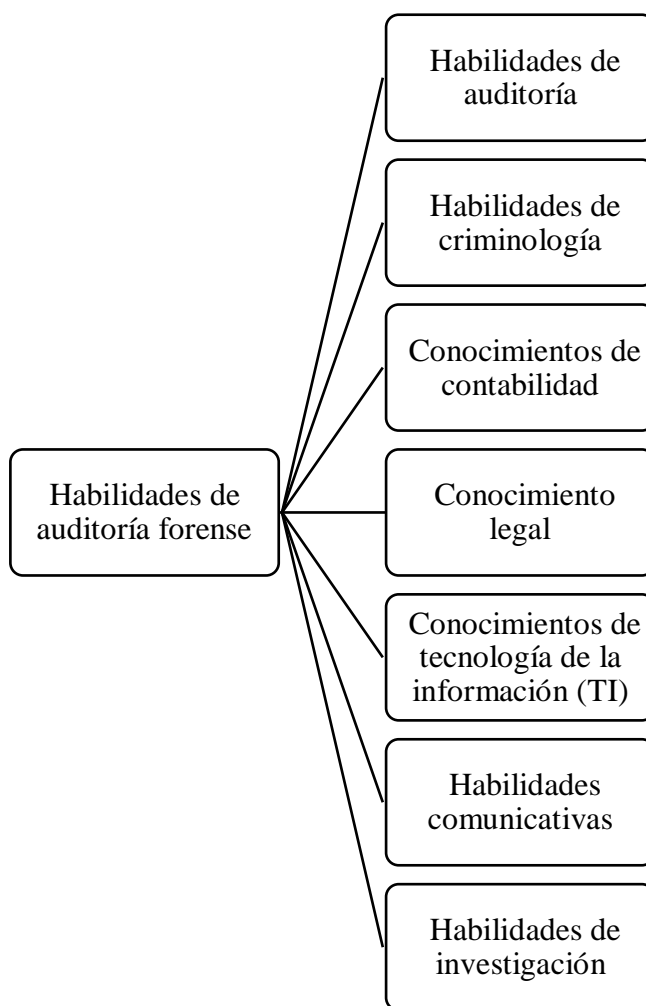 Habilidades de
auditoría forense
Habilidades de
auditoría
Habilidades de
criminología
Conocimientos de
contabilidad
Conocimiento
legal
Conocimientos de
tecnología de la
información (TI)
Habilidades
comunicativas
Habilidades de
investigación